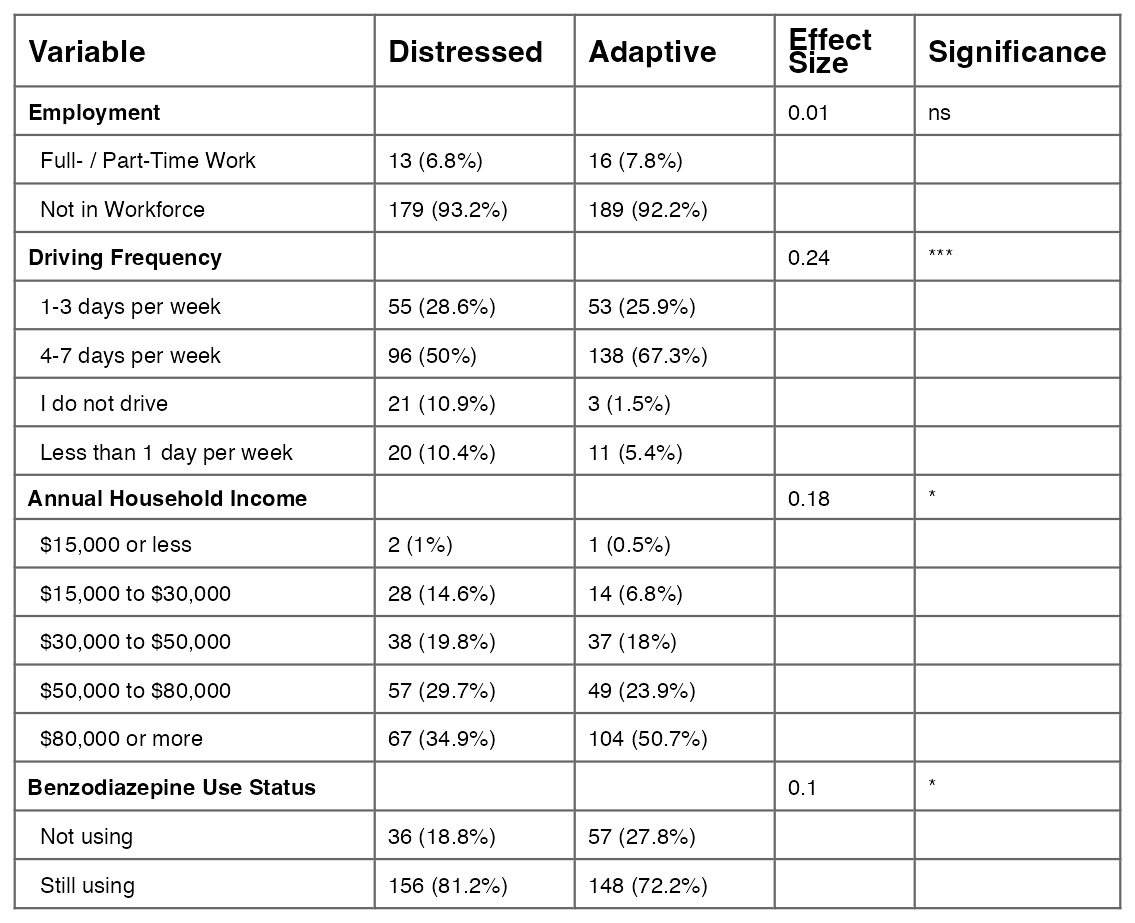 Variable Distressed Adaptive Effect Size Significance
Employment 0.01 ns
Full- / Part-Time Work 13 (6.8%) 16 (7.8%)
Not in Workforce 179 (93.2%) 189 (92.2%)
Driving Frequency 0.24 ***
1-3 days per week 55 (28.6%) 53 (25.9%)
4-7 days per week 96 (50%) 138 (67.3%)
I do not drive 21 (10.9%) 3 (1.5%)
Less than 1 day per week 20 (10.4%) 11 (5.4%)
Annual Household Income 0.18 *
$15,000 or less 2 (1%) 1 (0.5%)
$15,000 to $30,000 28 (14.6%) 14 (6.8%)
$30,000 to $50,000 38 (19.8%) 37 (18%)
$50,000 to $80,000 57 (29.7%) 49 (23.9%)
$80,000 or more 67 (34.9%) 104 (50.7%)
Benzodiazepine Use Status 0.1 *
Not using 36 (18.8%) 57 (27.8%)
Still using 156 (81.2%) 148 (72.2%)